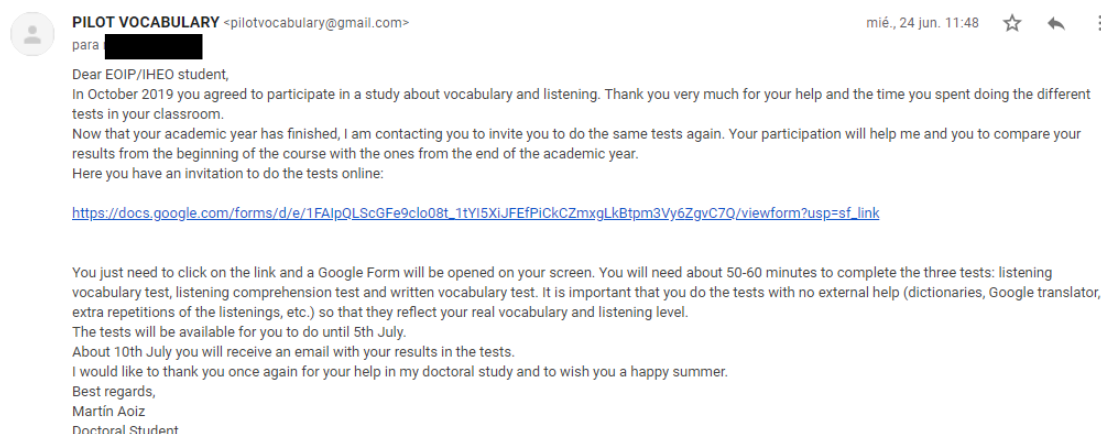 PILOT VOCABULARY <pilotvocabulary@gmail.com>
mié., 24 jun. 11:48
para
Dear EOIP/IHEO student,
In October 2019 you agreed to participate in a study about vocabulary and listening. Thank you very much for your help and the time you spent doing the different
tests in your classroom.
Now that your academic year has finished, I am contacting you to invite you to do the same tests again. Your participation will help me and you to compare your
results from the beginning of the course with the ones from the end of the academic year.
Here you have an invitation to do the tests online:
https://docs.google.com/forms/d/e/1FAIpQLScGFe9clo08t_1tYI5XiJFEfPiCkCZmxgLkBtpm3Vy6ZgvC7Q/viewform?usp=sf_link
You just need to click on the link and a Google Form will be opened on your screen. You will need about 50-60 minutes to complete the three tests: listening
vocabulary test, listening comprehension test and written vocabulary test. It is important that you do the tests with no external help (dictionaries, Google translator,
extra repetitions of the listenings, etc.) so that they reflect your real vocabulary and listening level.
The tests will be available for you to do until 5th July.
About 10th July you will receive an email with your results in the tests.
I would like to thank you once again for your help in my doctoral study and to wish you a happy summer.
Best regards,
Martín Aoiz
Doctoral Student